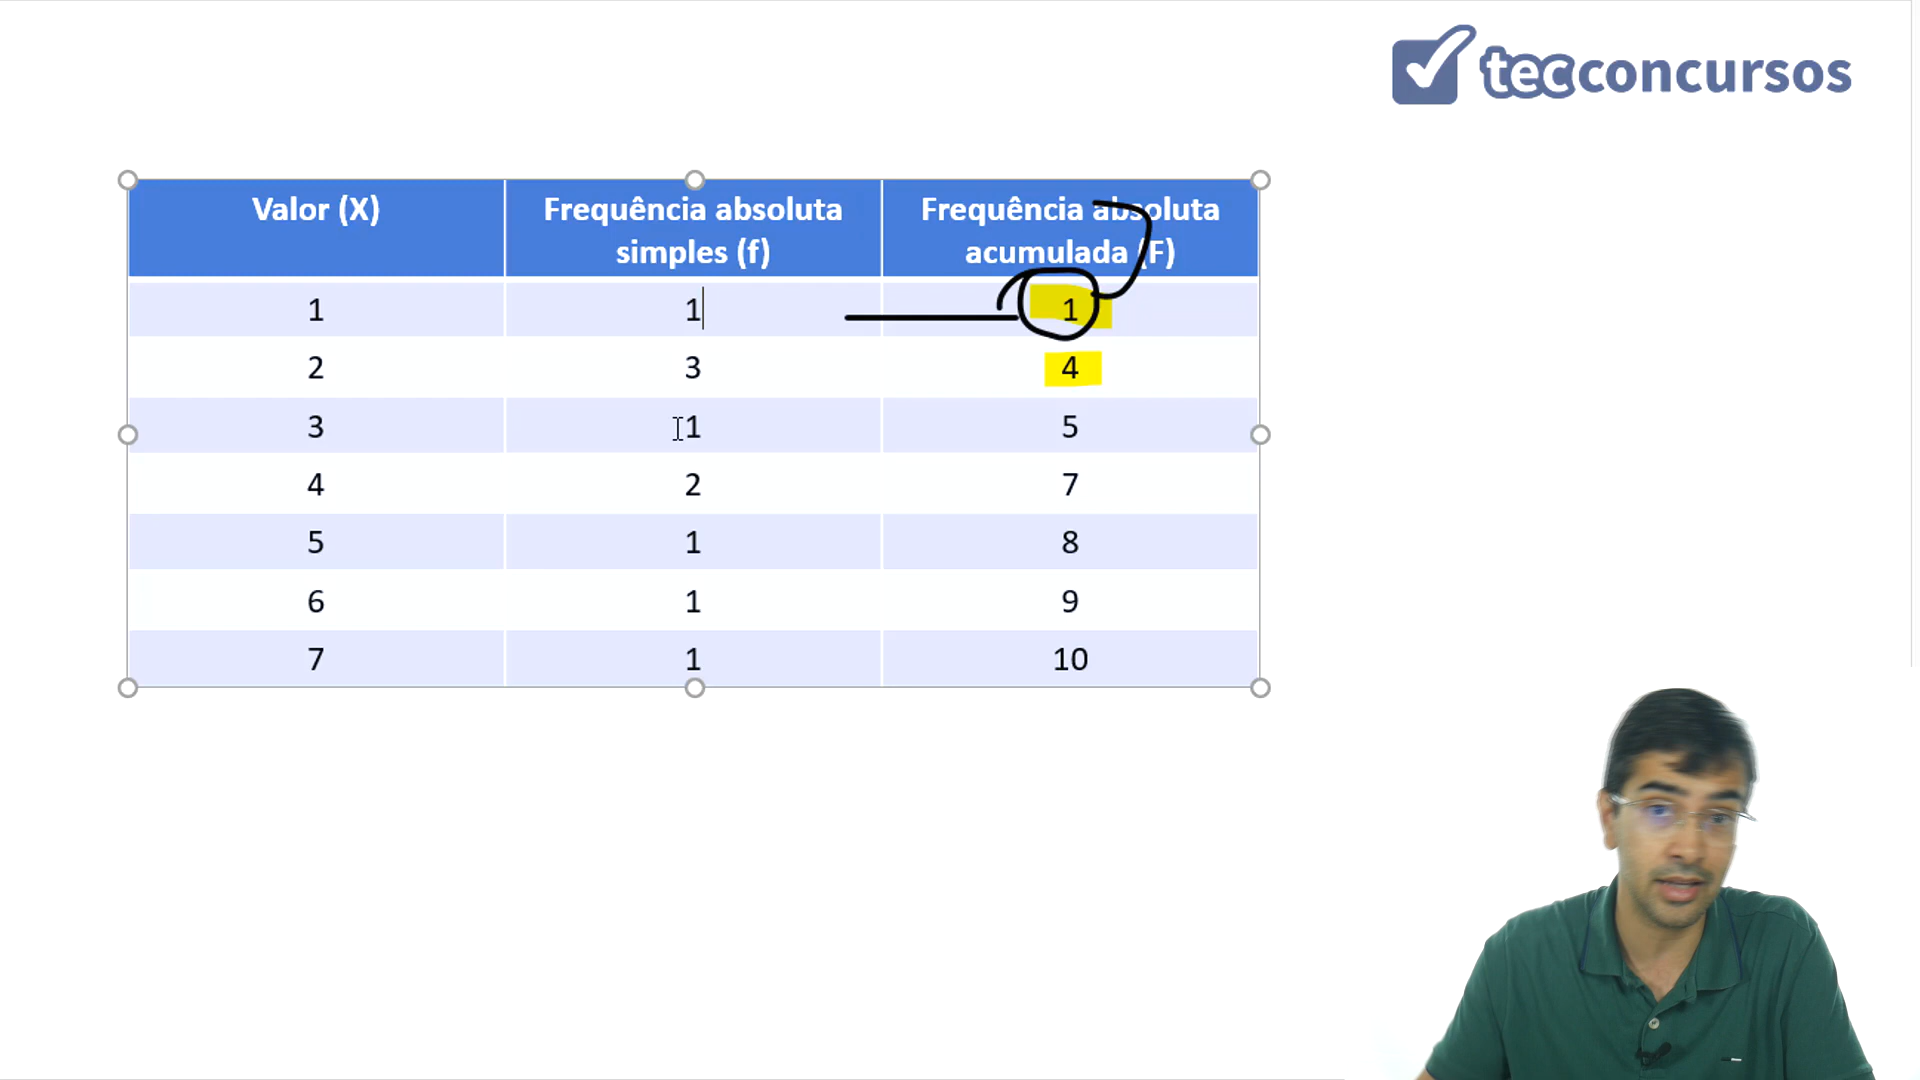 tecconcursos
Valor (X) Frequência absoluta simples (f) Frequência absoluta acumulada (F)
1 1 1
2 3 4
3 1 5
4 2 7
5 1 8
6 1 9
7 1 10